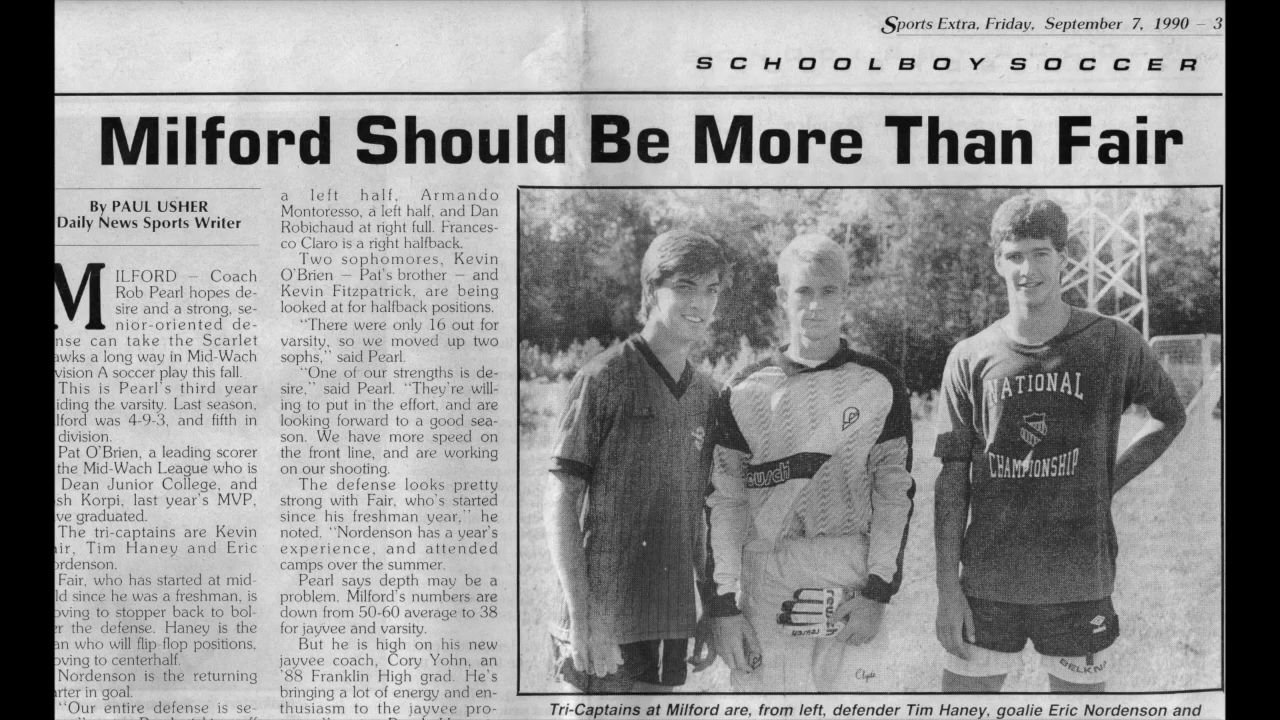 Sports Extra, Friday, September 7, 1990 – 3
SCHOOLBOY SOCCER
Milford Should Be More Than Fair
By PAUL USHER
Daily News Sports Writer
MILFORD — Coach
Rob Pearl hopes de-
sire and a strong, se-
nior-oriented de-
nse can take the Scarlet
awks a long way in Mid-Wach
vision A soccer play this fall.
This is Pearl's third year
iding the varsity. Last season,
lford was 4-9-3, and fifth in
division.
Pat O'Brien, a leading scorer
the Mid-Wach League who is
Dean Junior College, and
sh Korpi, last year's MVP,
ve graduated.
The tri-captains are Kevin
air, Tim Haney and Eric
ordenson.
Fair, who has started at mid-
ld since he was a freshman, is
oving to stopper back to bol-
er the defense. Haney is the
an who will flip-flop positions,
oving to centerhalf.
Nordenson is the returning
arter in goal.
"Our entire defense is se-
a left half, Armando
Montoresso, a left half, and Dan
Robichaud at right full. Frances-
co Claro is a right halfback.
Two sophomores, Kevin
O'Brien — Pat's brother — and
Kevin Fitzpatrick, are being
looked at for halfback positions.
"There were only 16 out for
varsity, so we moved up two
sophs," said Pearl.
"One of our strengths is de-
sire," said Pearl. "They're will-
ing to put in the effort, and are
looking forward to a good sea-
son. We have more speed on
the front line, and are working
on our shooting.
The defense looks pretty
strong with Fair, who's started
since his freshman year," he
noted. "Nordenson has a year's
experience, and attended
camps over the summer.
Pearl says depth may be a
problem. Milford's numbers are
down from 50-60 average to 38
for jayvee and varsity.
But he is high on his new
jayvee coach, Cory Yohn, an
'88 Franklin High grad. He's
bringing a lot of energy and en-
thusiasm to the jayvee pro-
NATIONAL
CHAMPIONSHIP
reusch
reusch
BELKNA
Clyde
Tri-Captains at Milford are, from left, defender Tim Haney, goalie Eric Nordenson and